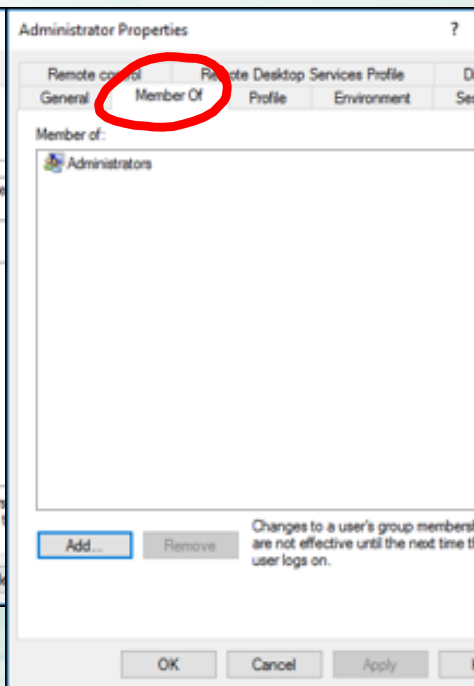 Administrator Properties ?
Remote control Remote Desktop Services Profile
General Member Of Profile Environment
Member of:
Administrators
Add... Remove
Changes to a user's group
are not effective until the next time
user logs on.
OK Cancel Apply